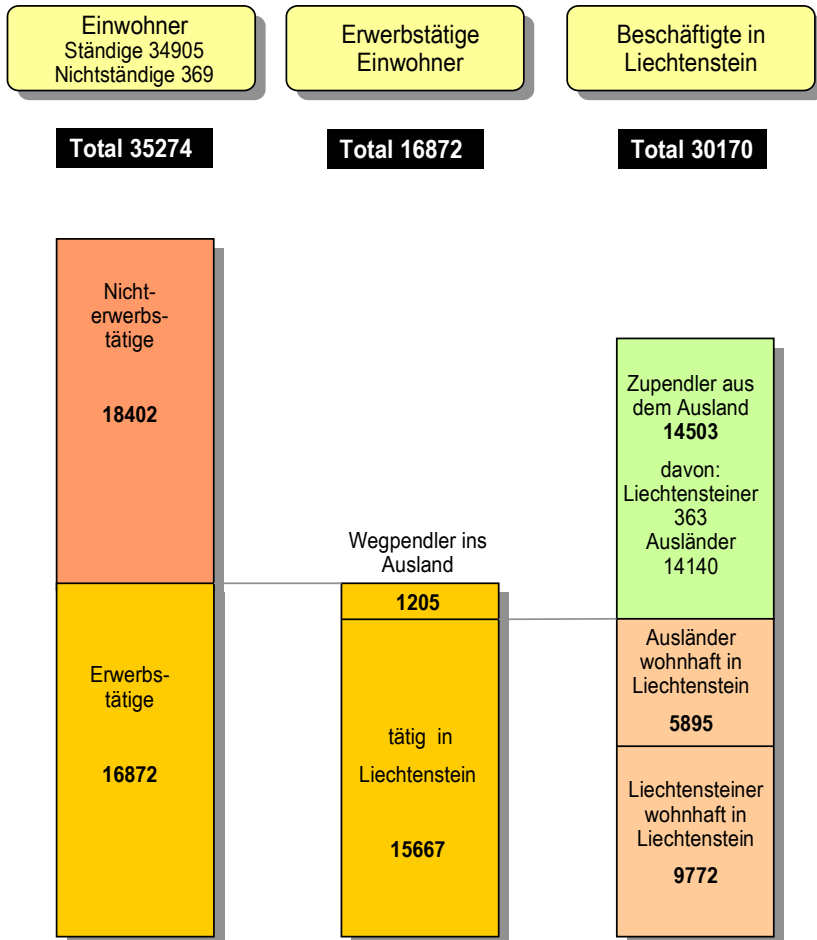 Einwohner
Ständige 34905
Nichtständige 369
Erwerbstätige
Einwohner
Beschäftigte in
Liechtenstein
Total 35274
Total 16872
Total 30170
Nicht-
erwerbs-
tätige
18402
Erwerbs-
tätige
16872
Wegpendler ins
Ausland
1205
tätig in
Liechtenstein
15667
Zupendler aus
dem Ausland
14503
davon:
Liechtensteiner
363
Ausländer
14140
Ausländer
wohnhaft in
Liechtenstein
5895
Liechtensteiner
wohnhaft in
Liechtenstein
9772